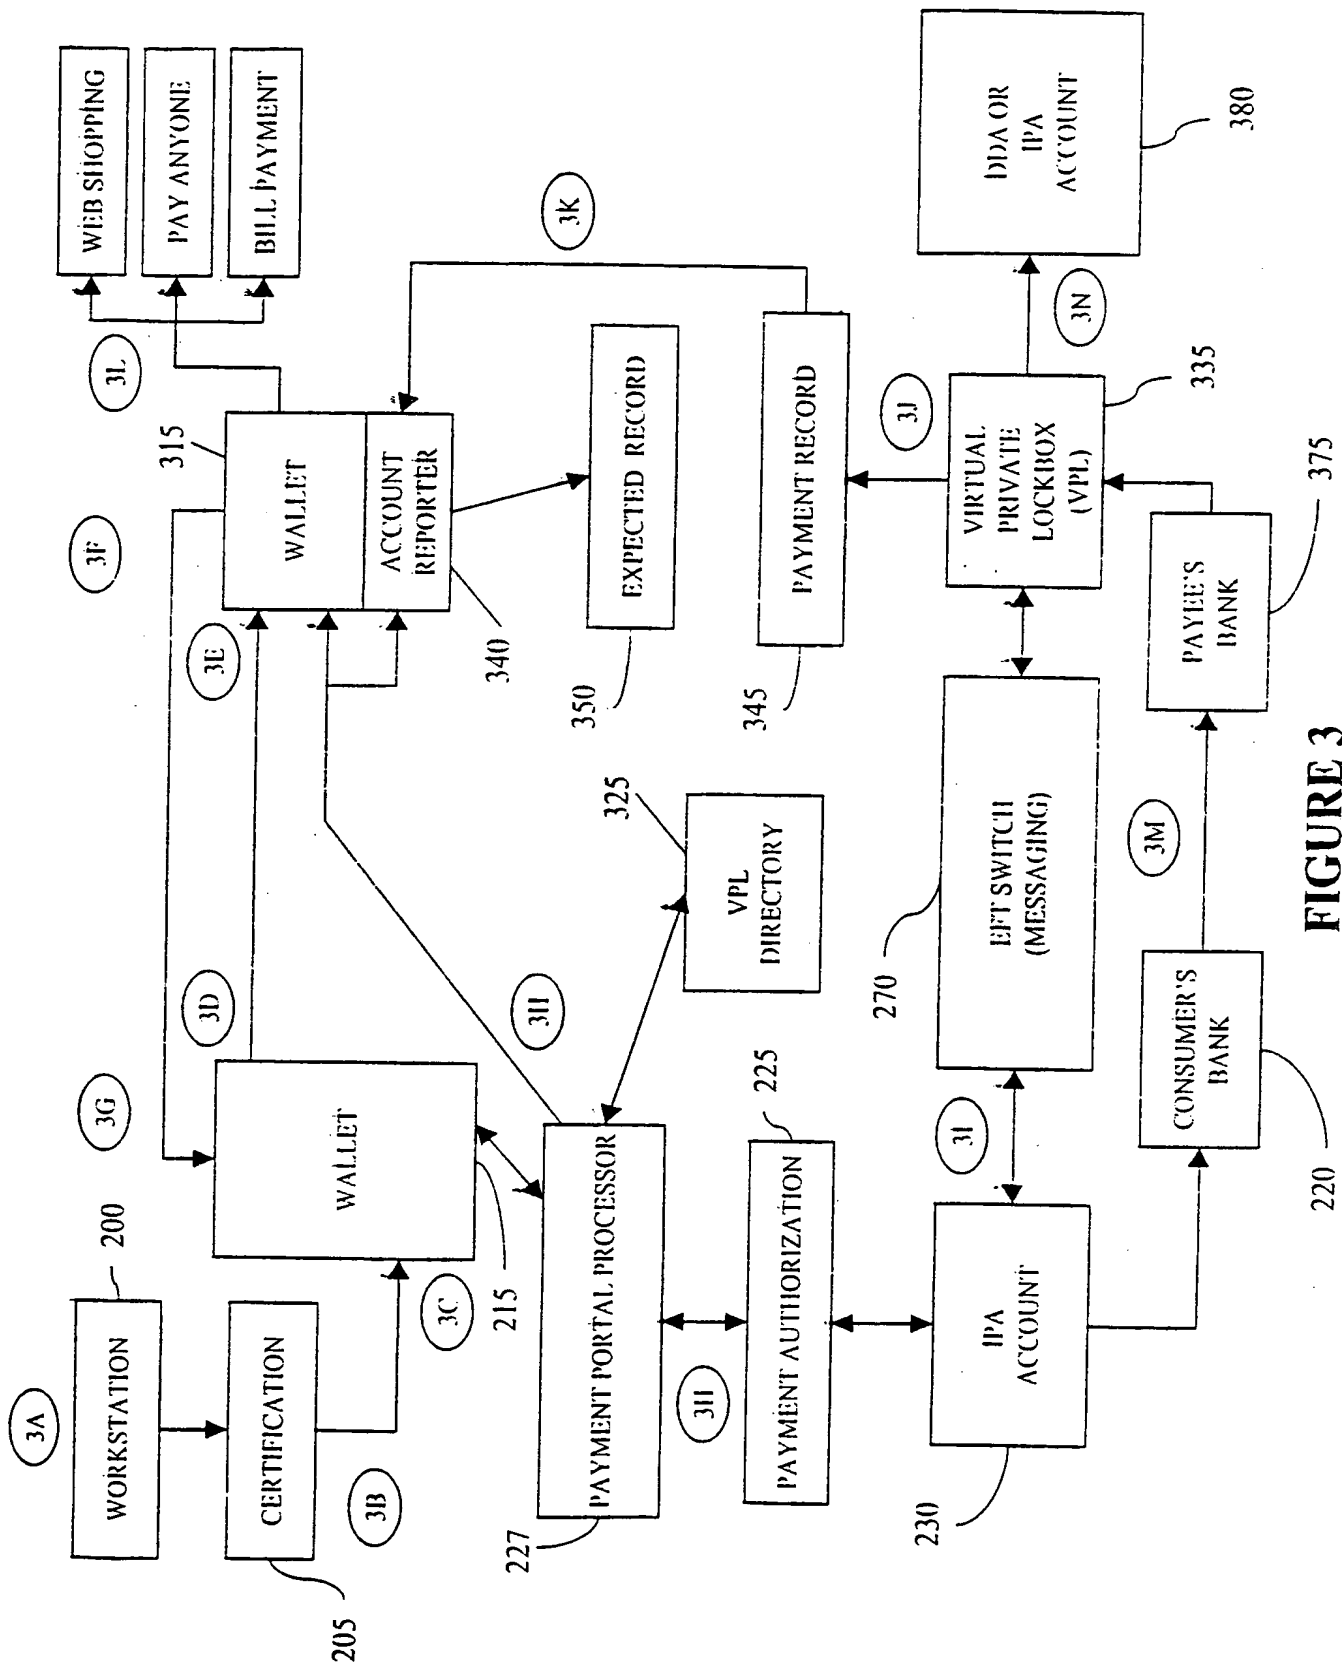 3A
WORKSTATION
200
CERTIFICATION
205
3B
3C
WALLET
215
3G
3D
3E
3F
WALLET
315
ACCOUNT
REPORTER
340
3L
WEB SHOPPING
PAY ANYONE
BILL PAYMENT
PAYMENT PORTAL PROCESSOR
227
3H
VPL
DIRECTORY
325
EXPECTED RECORD
350
3K
3H
PAYMENT AUTHORIZATION
225
PAYMENT RECORD
345
3J
IPA
ACCOUNT
230
3I
EFT SWITCH
(MESSAGING)
270
VIRTUAL
PRIVATE
LOCKBOX
(VPL)
335
3N
DDA OR
IPA
ACCOUNT
380
CONSUMER'S
BANK
220
3M
PAYEE'S
BANK
375
FIGURE 3